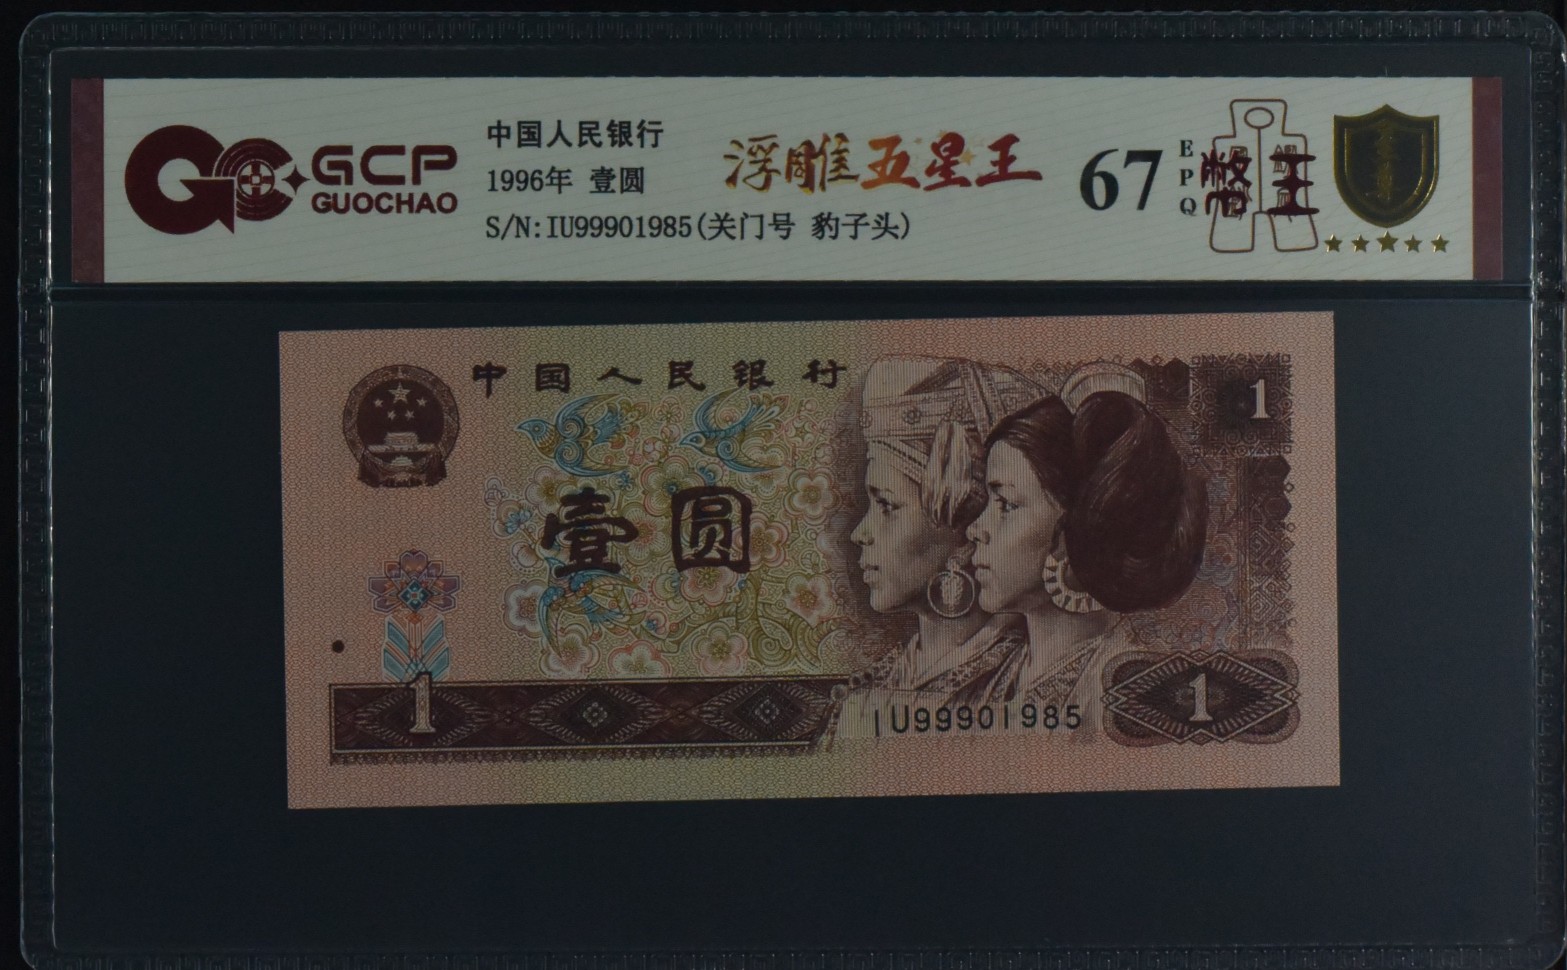 GCP
GUOCHAO
中国人民银行
1996年 壹圆
S/N:IU99901985(关门号 豹子头)
浮雕五星王
67
EPQ
中国人民银行
1
壹圆
1
IU99901985
1